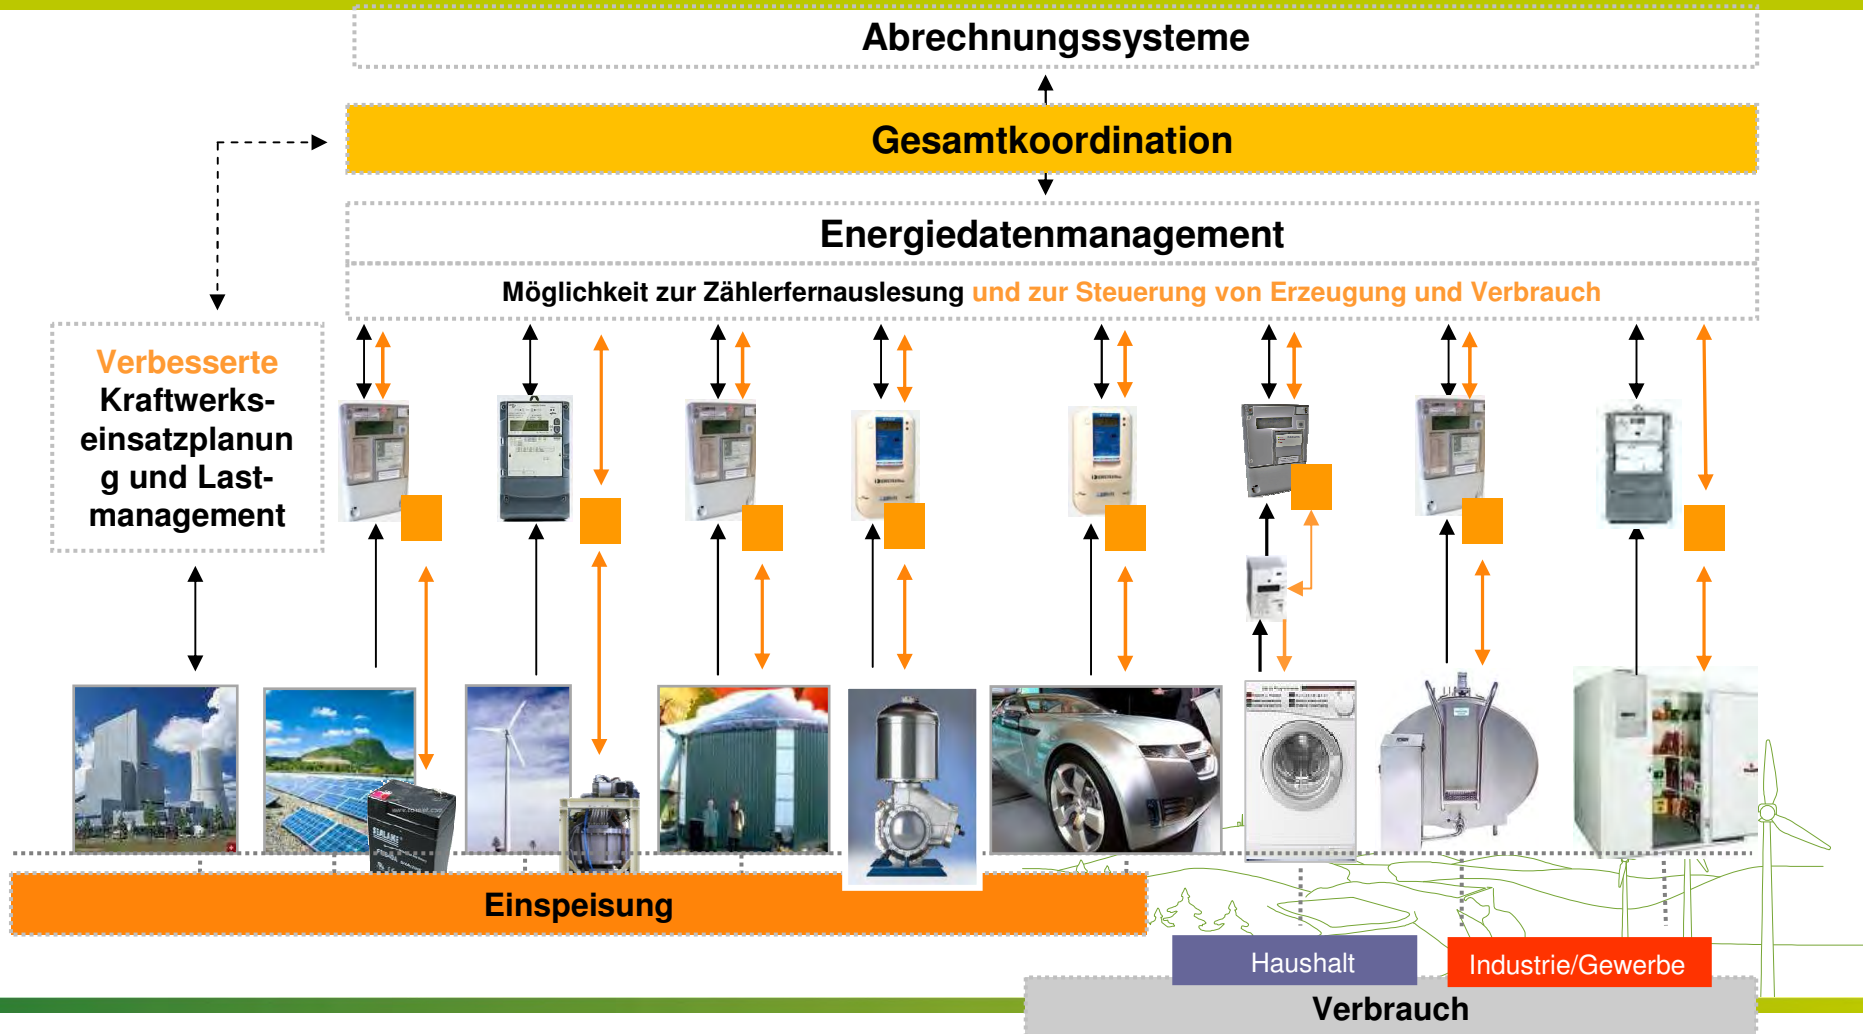 Abrechnungssysteme
Gesamtkoordination
Energiedatenmanagement
Möglichkeit zur Zählerfernauslesung und zur Steuerung von Erzeugung und Verbrauch
Verbesserte
Kraftwerks-
einsatzplanun
g und Last-
management
Einspeisung
Haushalt
Industrie/Gewerbe
Verbrauch